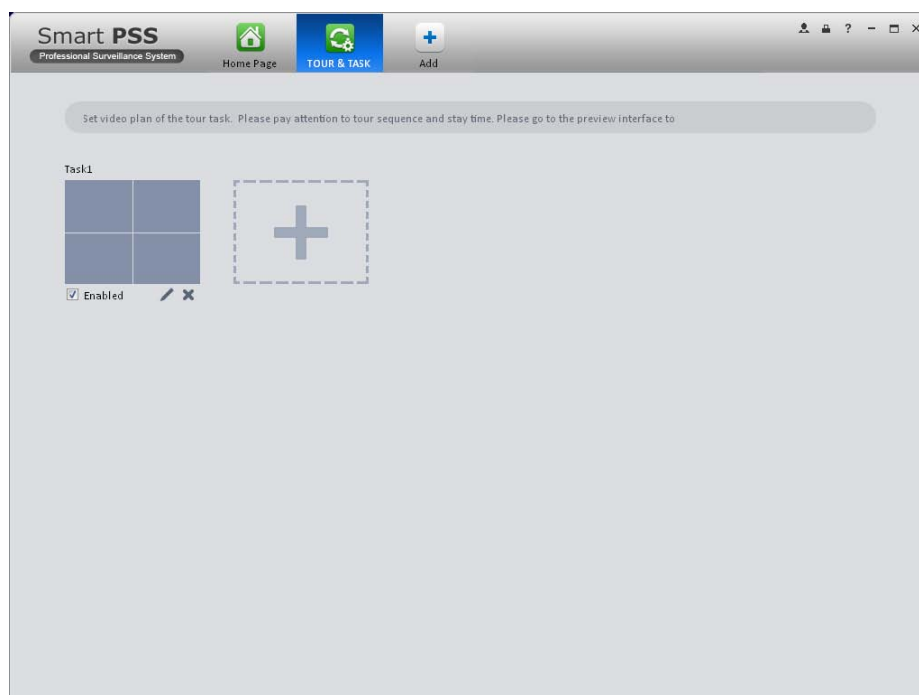 Smart PSS
Professional Surveillance System
Home Page
TOUR & TASK
Add
?
Set video plan of the tour task. Please pay attention to tour sequence and stay time. Please go to the preview interface to
Task1
Enabled